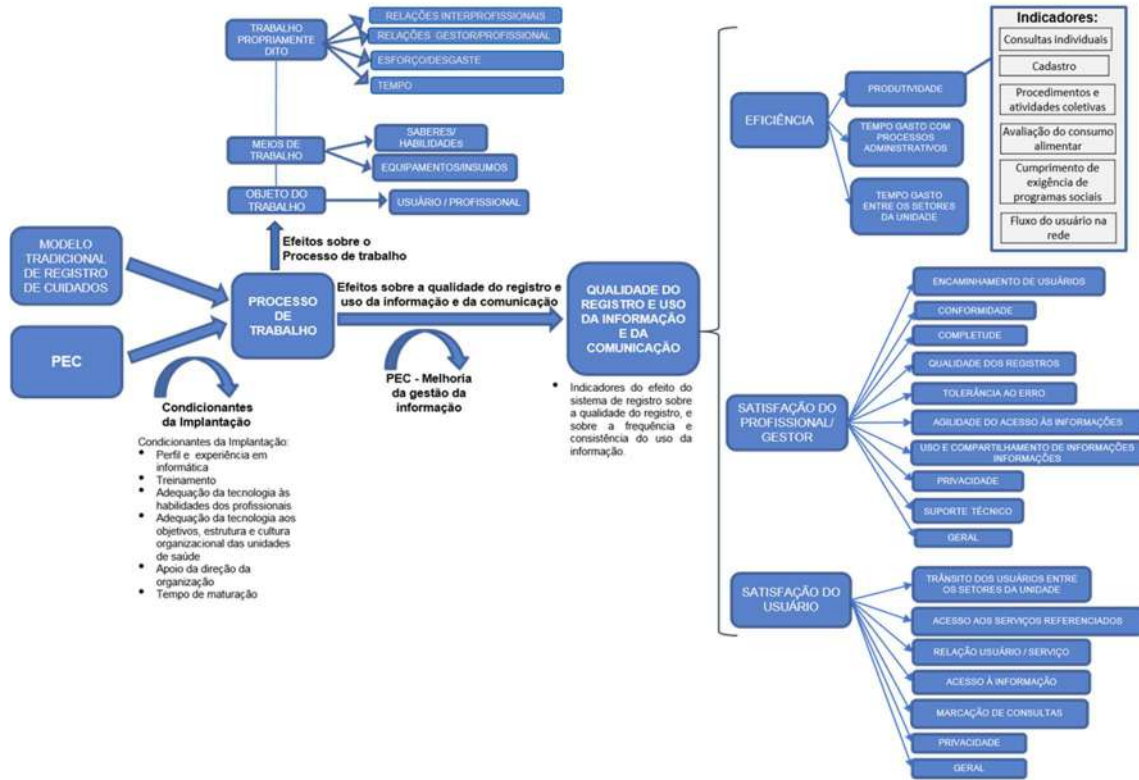 TRABALHO
PROPRIAMENTE
DITO
RELAÇÕES INTERPROFISSIONAIS
RELAÇÕES GESTOR/PROFISSIONAL
ESFORÇO/DESGASTE
TEMPO
MEIOS DE
TRABALHO
SABERES/
HABILIDADES
EQUIPAMENTOS/INSUMOS
OBJETO DO
TRABALHO
USUÁRIO / PROFISSIONAL
Efeitos sobre o
Processo de trabalho
MODELO
TRADICIONAL
DE REGISTRO
DE CUIDADOS
PEC
PROCESSO
DE
TRABALHO
Efeitos sobre a qualidade do registro e
uso da informação e da comunicação
PEC - Melhoria
da gestão da
informação
Condicionantes
da Implantação
Condicionantes da Implantação:
• Perfil e experiência em
informática
• Treinamento
• Adequação da tecnologia às
habilidades dos profissionais
• Adequação da tecnologia aos
objetivos, estrutura e cultura
organizacional das unidades
de saúde
• Apoio da direção da
organização
• Tempo de maturação
QUALIDADE DO
REGISTRO E USO
DA INFORMAÇÃO
E DA
COMUNICAÇÃO
• Indicadores do efeito do
sistema de registro sobre
a qualidade do registro, e
sobre a frequência e
consistência do uso da
informação.
EFICIÊNCIA
PRODUTIVIDADE
TEMPO GASTO COM
PROCESSOS
ADMINISTRATIVOS
TEMPO GASTO
ENTRE OS SETORES
DA UNIDADE
Indicadores:
Consultas individuais
Cadastro
Procedimentos e
atividades coletivas
Avaliação do consumo
alimentar
Cumprimento de
exigência de
programas sociais
Fluxo do usuário na
rede
SATISFAÇÃO DO
PROFISSIONAL/
GESTOR
ENCAMINHAMENTO DE USUÁRIOS
CONFORMIDADE
COMPLETUDE
QUALIDADE DOS REGISTROS
TOLERÂNCIA AO ERRO
AGILIDADE DO ACESSO ÀS INFORMAÇÕES
USO E COMPARTILHAMENTO DE INFORMAÇÕES
INFORMAÇÕES
PRIVACIDADE
SUPORTE TÉCNICO
GERAL
SATISFAÇÃO DO
USUÁRIO
TRÂNSITO DOS USUÁRIOS ENTRE
OS SETORES DA UNIDADE
ACESSO AOS SERVIÇOS REFERENCIADOS
RELAÇÃO USUÁRIO / SERVIÇO
ACESSO À INFORMAÇÃO
MARCAÇÃO DE CONSULTAS
PRIVACIDADE
GERAL